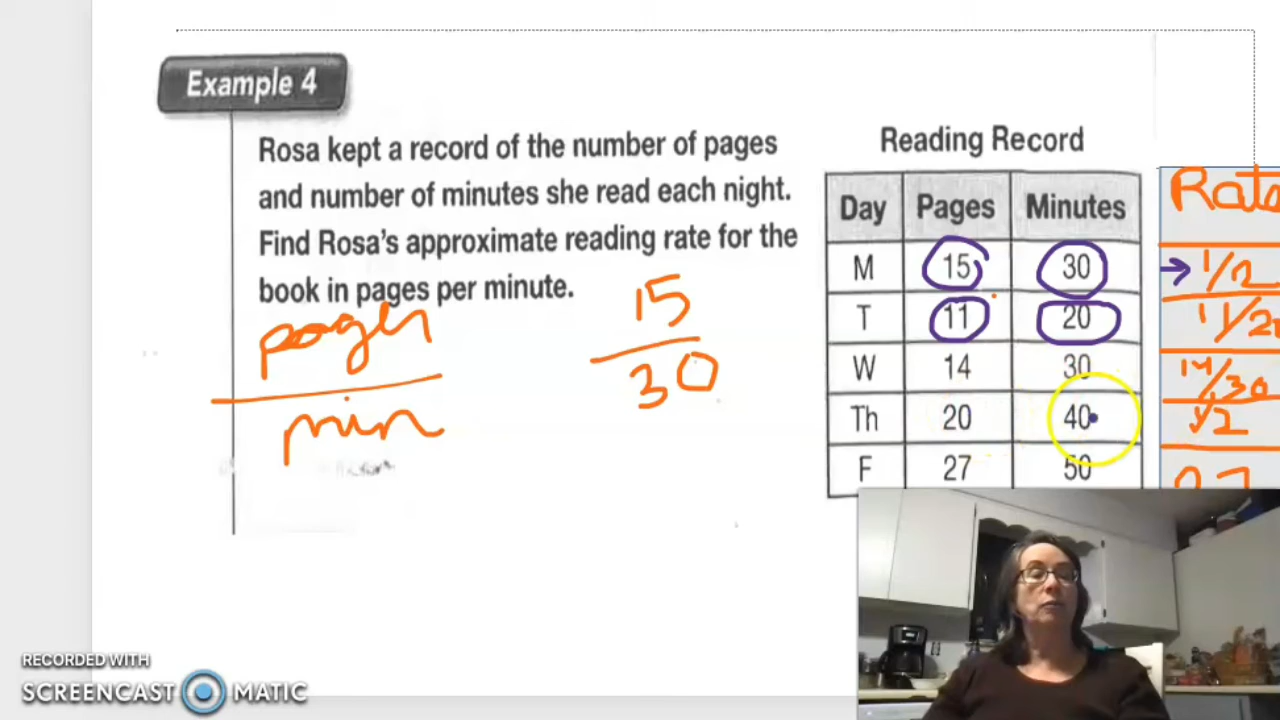 Example 4
Rosa kept a record of the number of pages
and number of minutes she read each night.
Find Rosa's approximate reading rate for the
book in pages per minute.
pages
min
15
30
Reading Record
Day Pages Minutes Rate
M 15 30 1/2
T 11 20 11/20
W 14 30 14/30
Th 20 40 1/2
F 27 50
RECORDED WITH
SCREENCAST MATIC